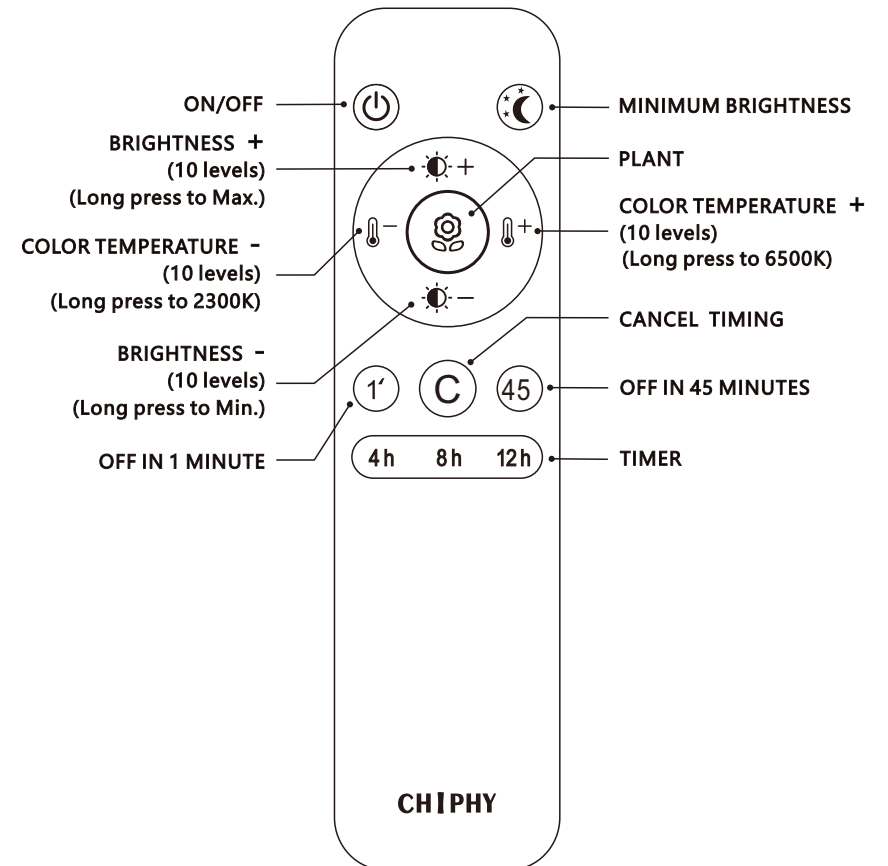 ON/OFF
BRIGHTNESS +
(10 levels)
(Long press to Max.)
COLOR TEMPERATURE -
(10 levels)
(Long press to 2300K)
BRIGHTNESS -
(10 levels)
(Long press to Min.)
OFF IN 1 MINUTE
MINIMUM BRIGHTNESS
PLANT
COLOR TEMPERATURE +
(10 levels)
(Long press to 6500K)
CANCEL TIMING
OFF IN 45 MINUTES
TIMER
+
- +
-
1' C 45
4h 8h 12h
CHIPHY